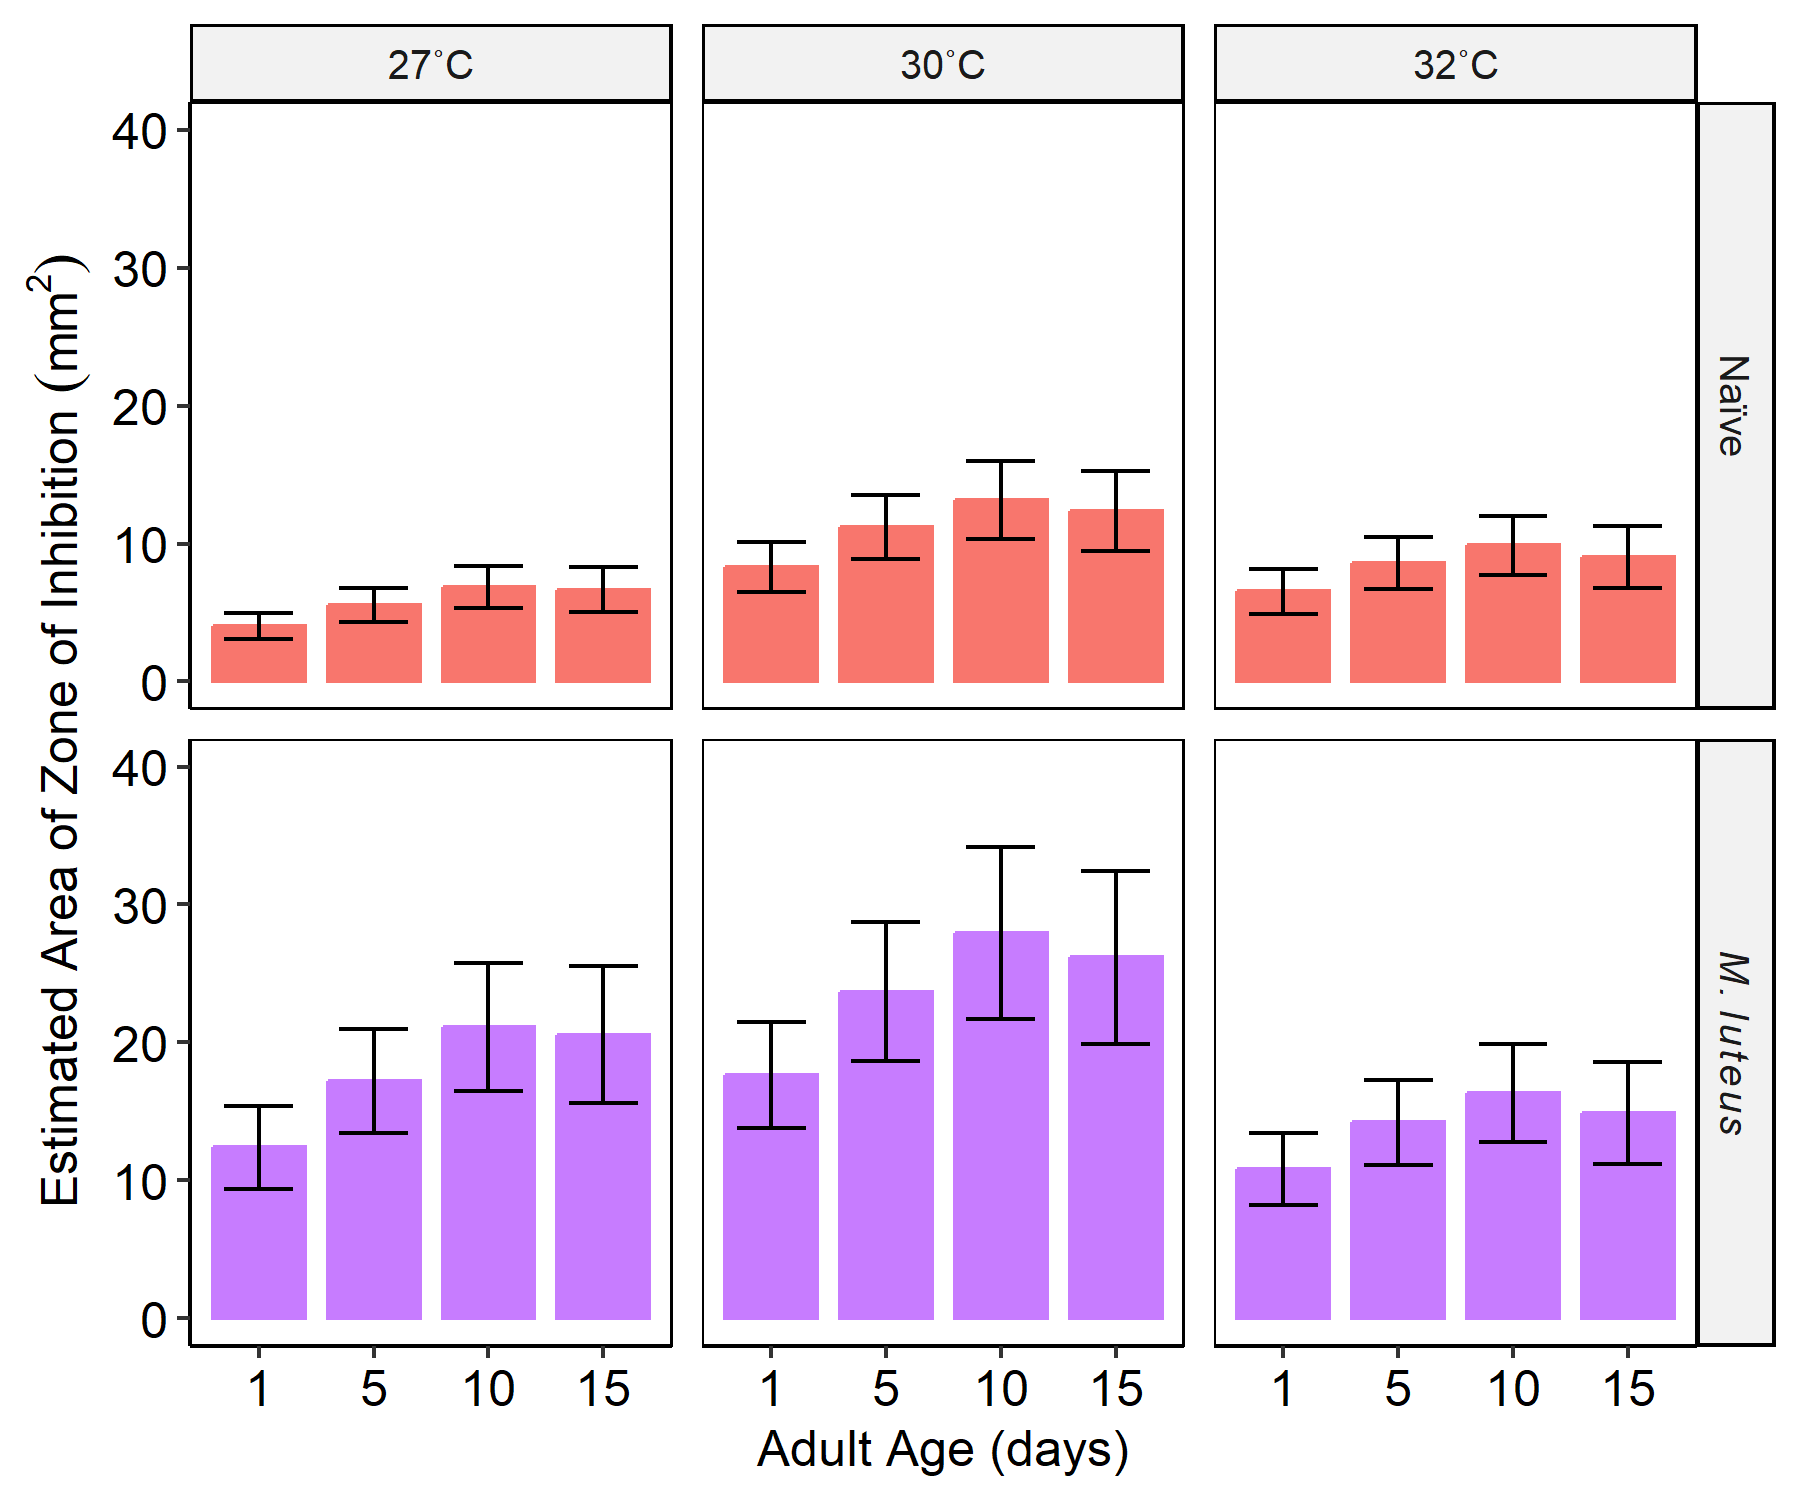 27°C 30°C 32°C
Estimated Area of Zone of Inhibition (mm²)
40
30
20
10
0
Naïve
40
30
20
10
0
M. luteus
1 5 10 15 1 5 10 15 1 5 10 15
Adult Age (days)